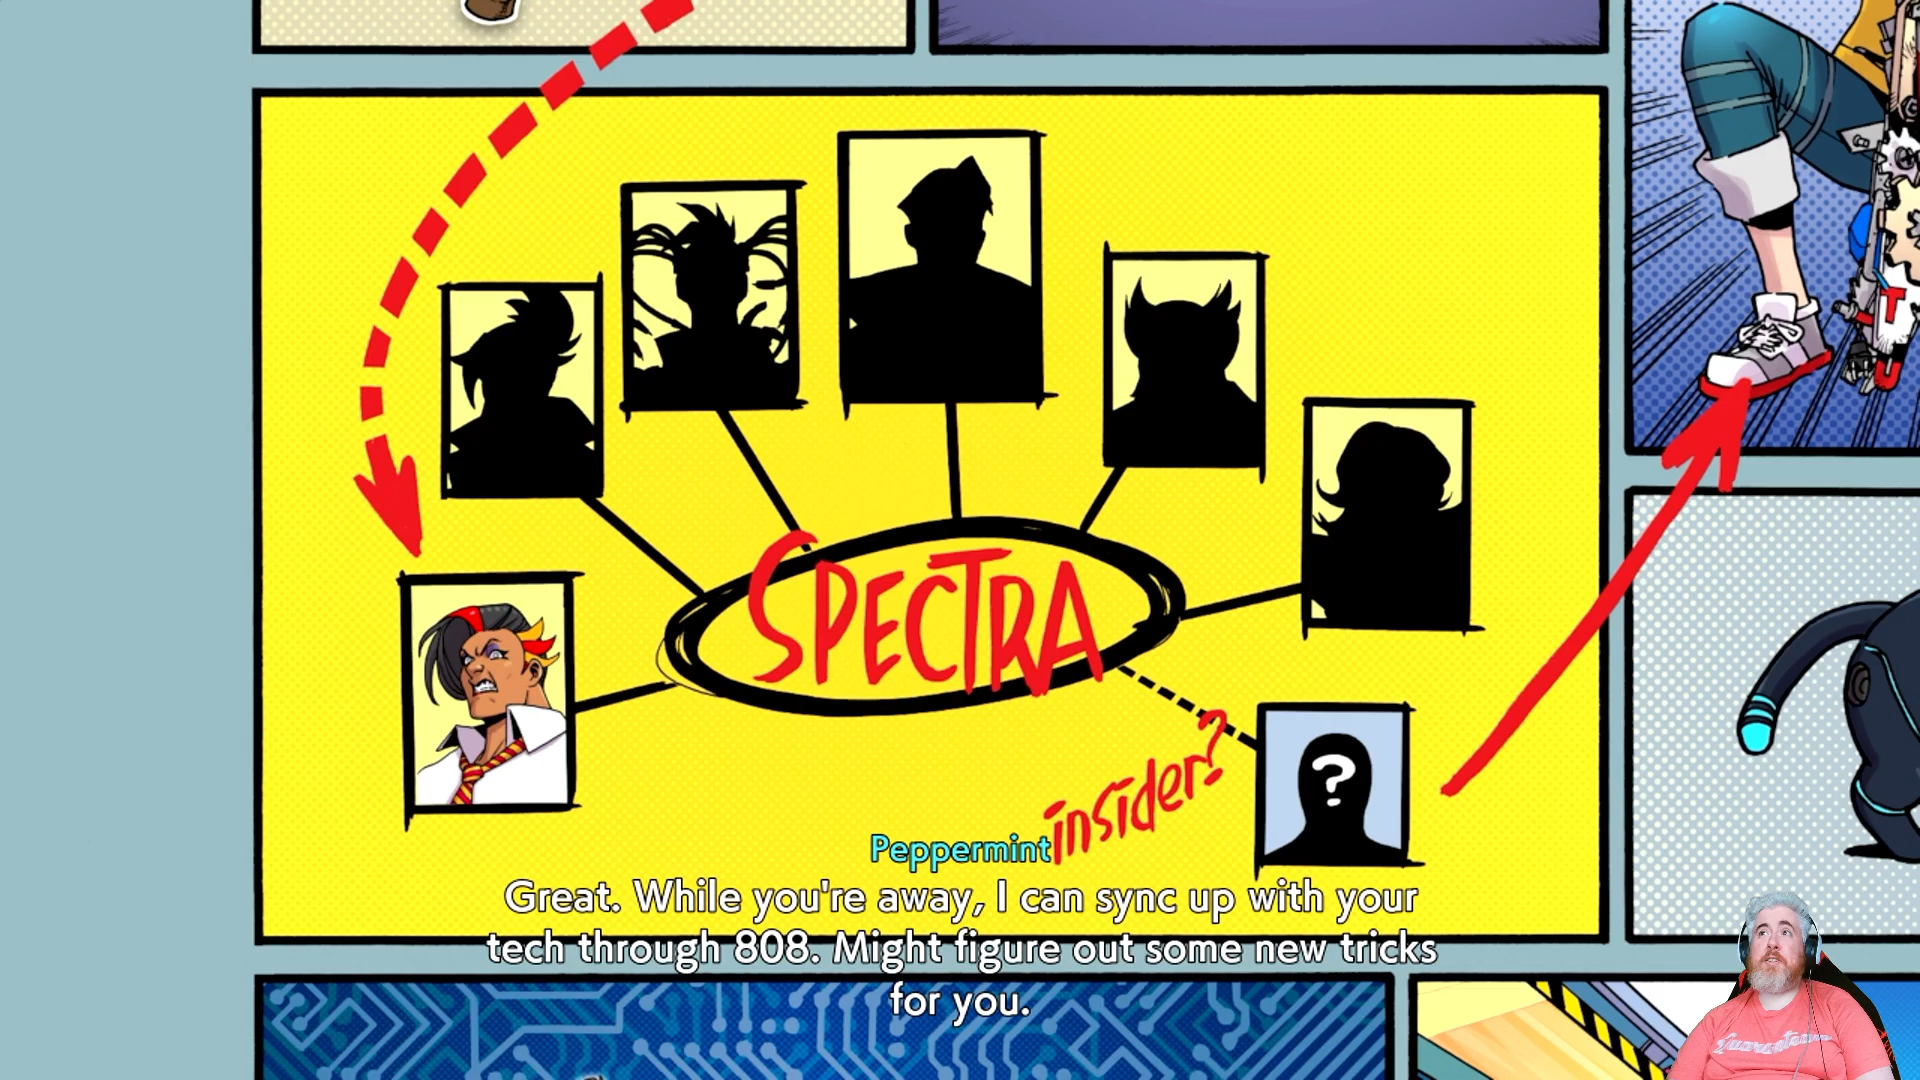 SPECTRA
insider?
?
Peppermint
Great. While you're away, I can sync up with your
tech through 808. Might figure out some new tricks
for you.